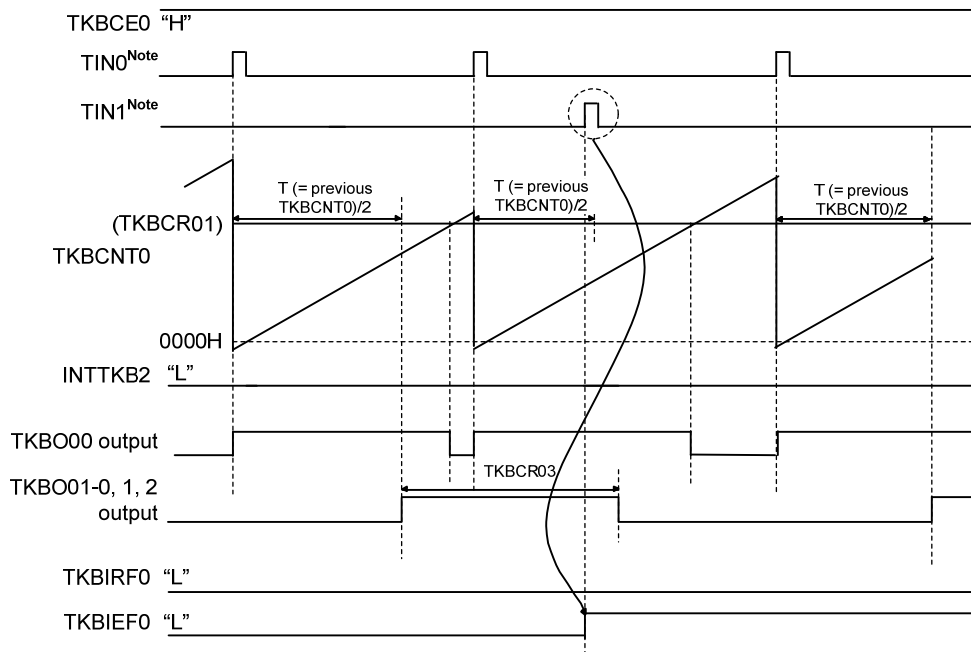 TKBCE0 “H”
TIN0Note
TIN1Note
T (= previous
TKBCNT0)/2
T (= previous
TKBCNT0)/2
T (= previous
TKBCNT0)/2
(TKBCR01)
TKBCNT0
0000H
INTTKB2 “L”
TKBO00 output
TKBCR03
TKBO01-0, 1, 2
output
TKBIRF0 “L”
TKBIEF0 “L”